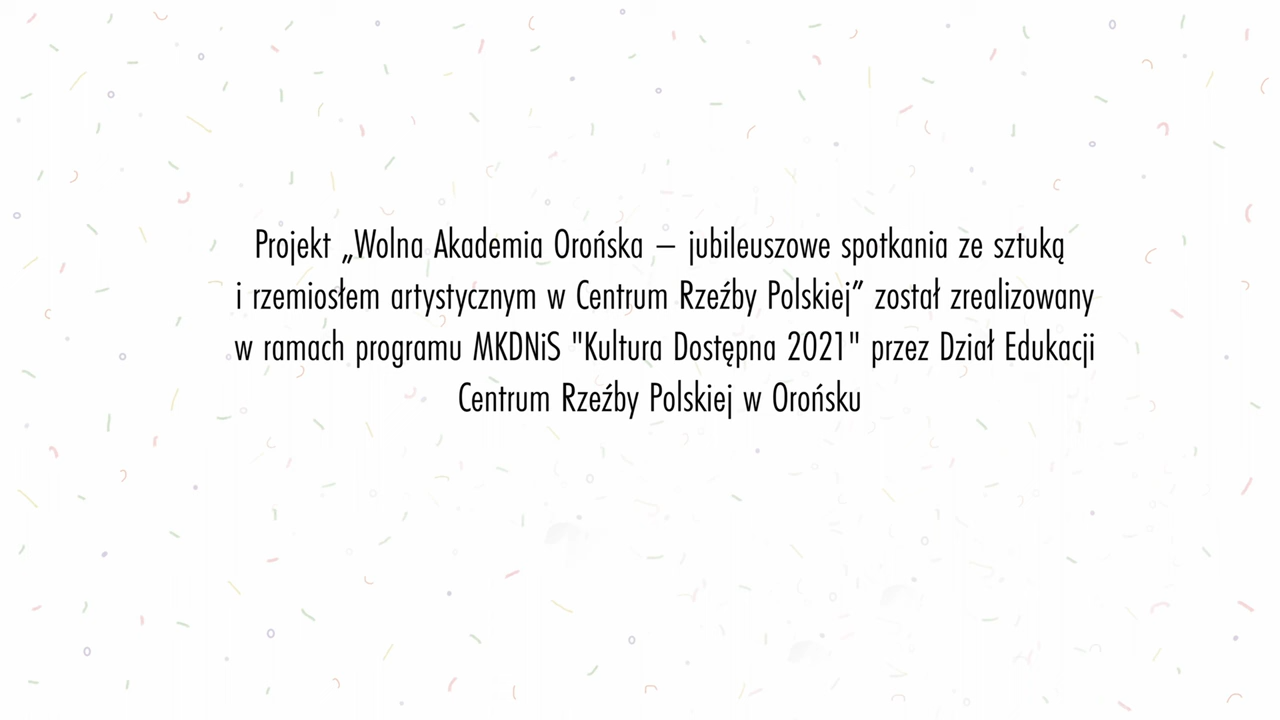 Projekt „Wolna Akademia Orońska – jubileuszowe spotkania ze sztuką
i rzemiosłem artystycznym w Centrum Rzeźby Polskiej” został zrealizowany
w ramach programu MKDNiS "Kultura Dostępna 2021" przez Dział Edukacji
Centrum Rzeźby Polskiej w Orońsku